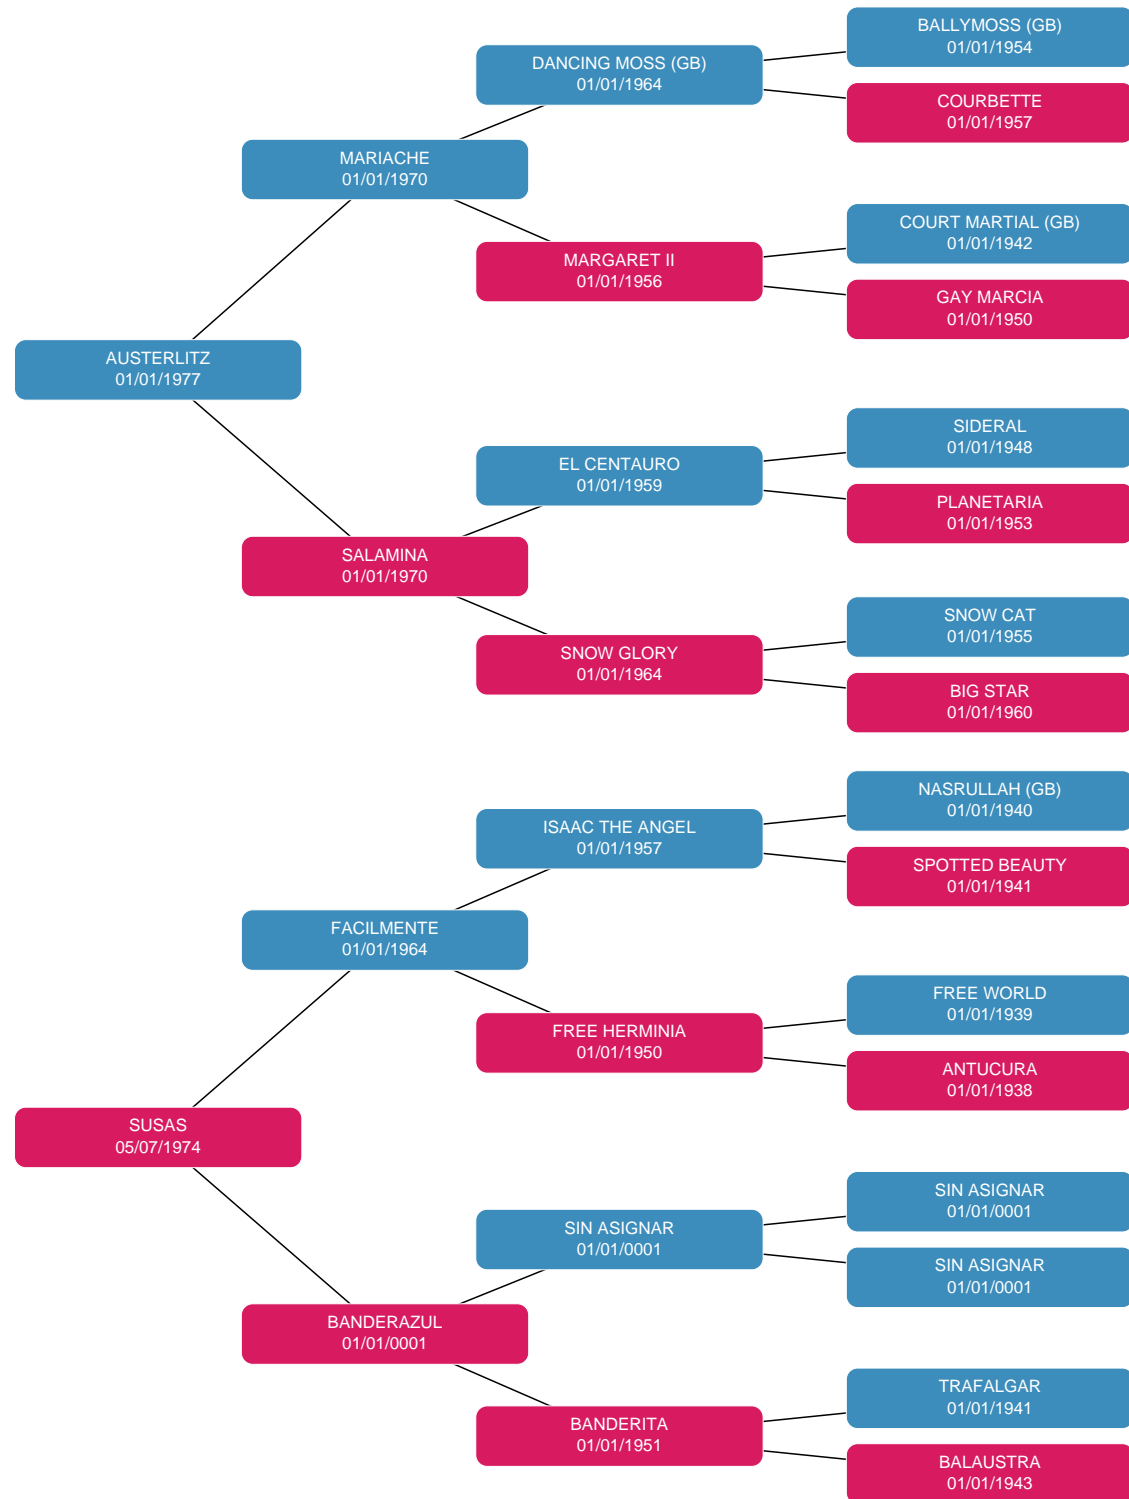 BALLYMOSS (GB)
01/01/1954
DANCING MOSS (GB)
01/01/1964
COURBETTE
01/01/1957
MARIACHE
01/01/1970
COURT MARTIAL (GB)
01/01/1942
MARGARET II
01/01/1956
GAY MARCIA
01/01/1950
AUSTERLITZ
01/01/1977
SIDERAL
01/01/1948
EL CENTAURO
01/01/1959
PLANETARIA
01/01/1953
SALAMINA
01/01/1970
SNOW CAT
01/01/1955
SNOW GLORY
01/01/1964
BIG STAR
01/01/1960
NASRULLAH (GB)
01/01/1940
ISAAC THE ANGEL
01/01/1957
SPOTTED BEAUTY
01/01/1941
FACILMENTE
01/01/1964
FREE WORLD
01/01/1939
FREE HERMINIA
01/01/1950
ANTUCURA
01/01/1938
SUSAS
05/07/1974
SIN ASIGNAR
01/01/0001
SIN ASIGNAR
01/01/0001
SIN ASIGNAR
01/01/0001
BANDERAZUL
01/01/0001
TRAFALGAR
01/01/1941
BANDERITA
01/01/1951
BALAUSTRA
01/01/1943